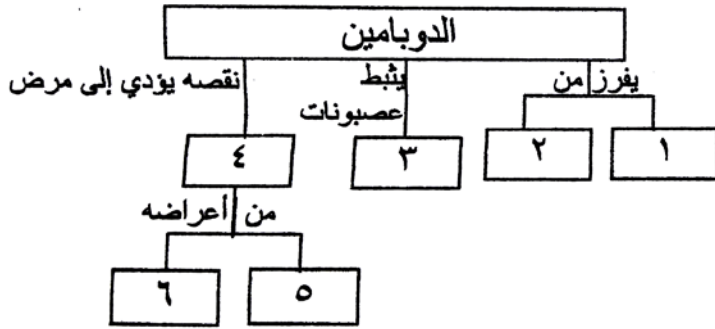 الدوبامين
يفرز من
يثبط
عصبونات
نقصه يؤدي إلى مرض
١
٢
٣
٤
من أعراضه
٥
٦